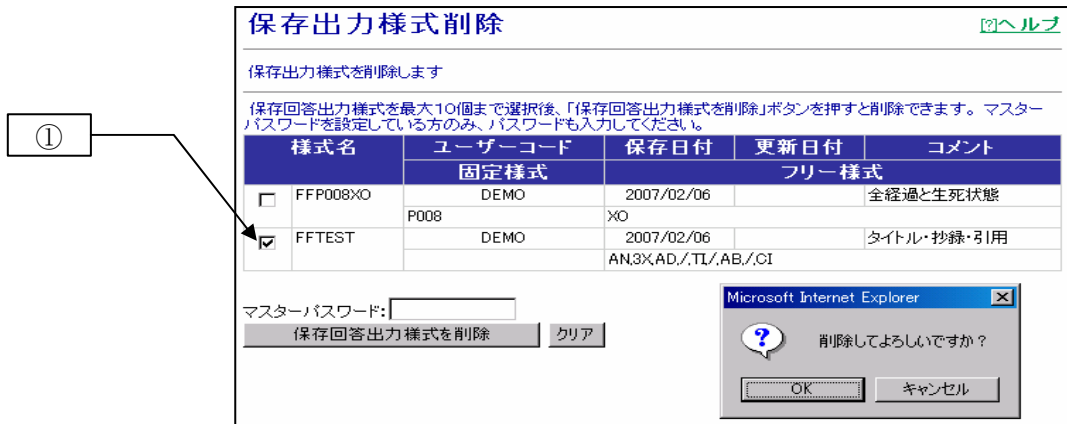 保存出力様式削除
[?]ヘルプ
保存出力様式を削除します
保存回答出力様式を最大10個まで選択後、「保存回答出力様式を削除」ボタンを押すと削除できます。マスター
パスワードを設定している方のみ、パスワードも入力してください。
①
様式名 ユーザーコード 保存日付 更新日付 コメント
固定様式 フリー様式
FFP008XO DEMO 2007/02/06 全経過と生死状態
P008 XO
FFTEST DEMO 2007/02/06 タイトル・抄録・引用
AN,3X,AD,/,TI,/,AB,/,CI
マスターパスワード:
保存回答出力様式を削除 クリア
Microsoft Internet Explorer
削除してよろしいですか？
OK キャンセル